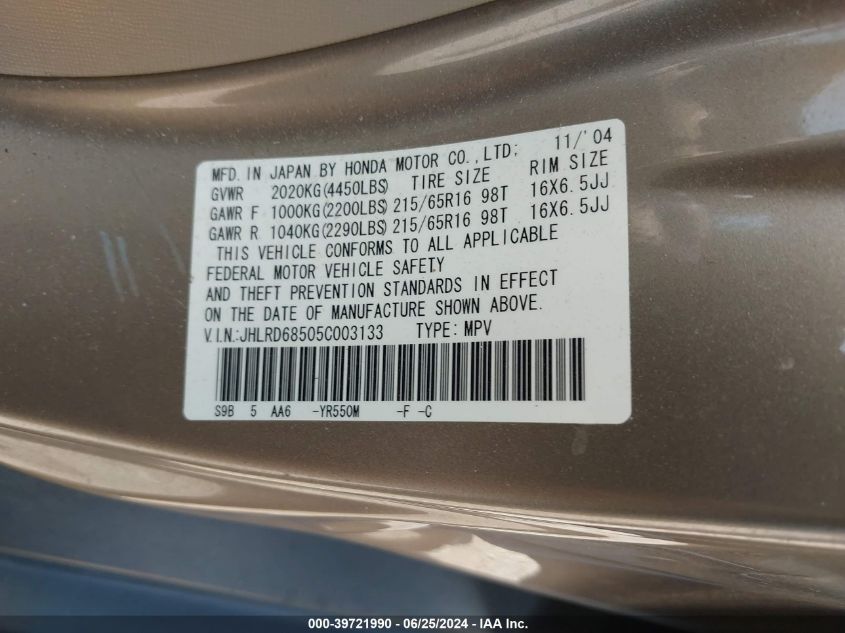 MFD. IN JAPAN BY HONDA MOTOR CO., LTD; 11/'04
GVWR 2020KG(4450LBS) TIRE SIZE RIM SIZE
GAWR F 1000KG(2200LBS) 215/65R16 98T 16X6.5JJ
GAWR R 1040KG(2290LBS) 215/65R16 98T 16X6.5JJ
THIS VEHICLE CONFORMS TO ALL APPLICABLE
FEDERAL MOTOR VEHICLE SAFETY
AND THEFT PREVENTION STANDARDS IN EFFECT
ON THE DATE OF MANUFACTURE SHOWN ABOVE.
V.I.N.:JHLRD68505C003133 TYPE: MPV
S9B 5 AA6 -YR550M -F -C
000-39721990 - 06/25/2024 - IAA Inc.